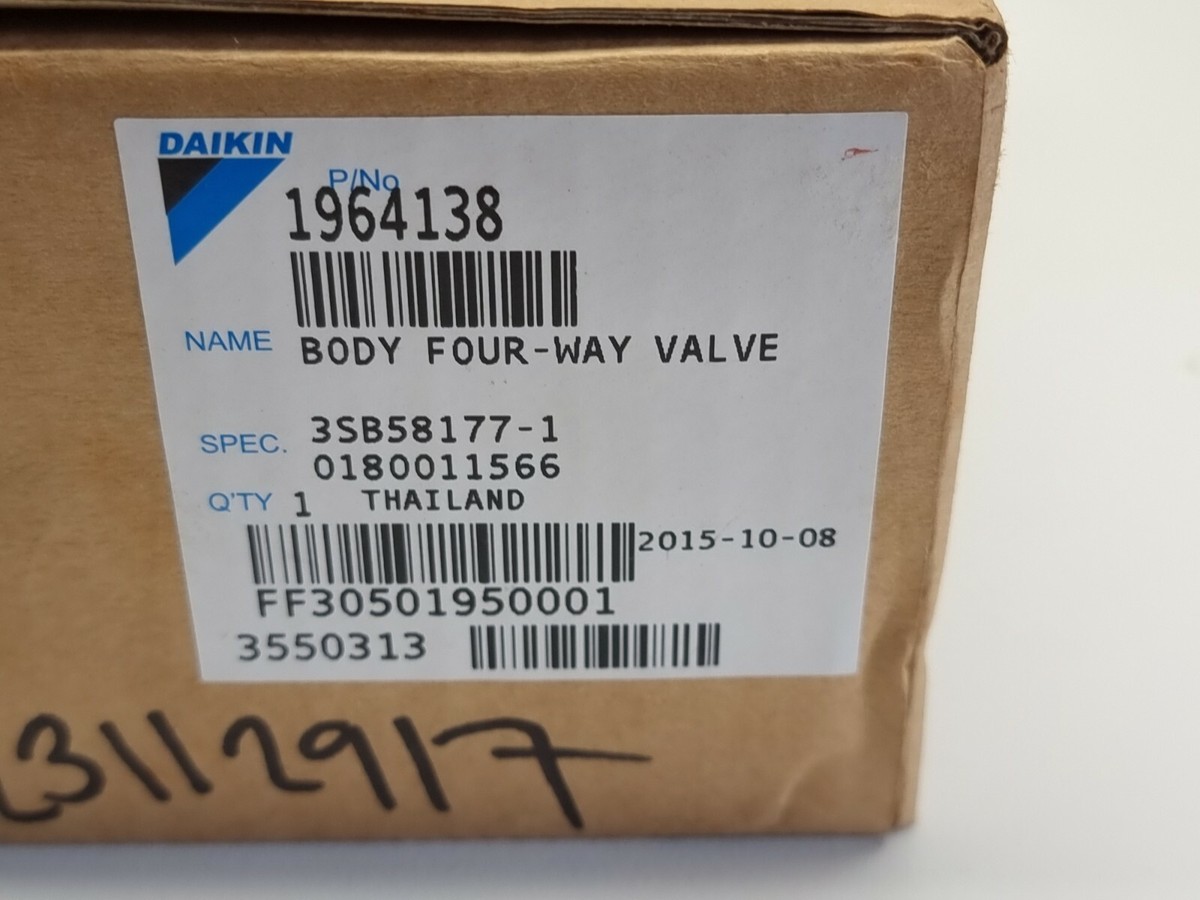 DAIKIN
P/No
1964138
NAME BODY FOUR-WAY VALVE
SPEC. 3SB58177-1
0180011566
Q'TY 1 THAILAND
2015-10-08
FF30501950001
3550313
3112917